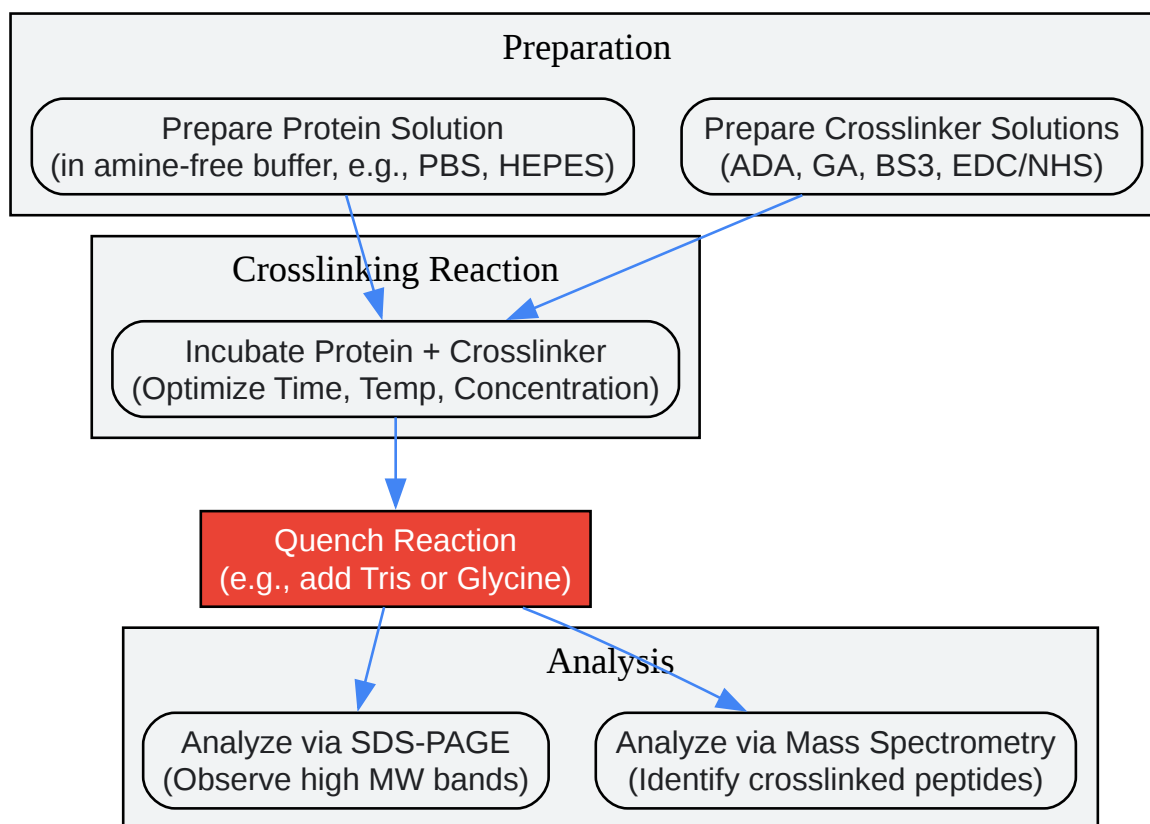 Preparation
Prepare Protein Solution
(in amine-free buffer, e.g., PBS, HEPES)
Prepare Crosslinker Solutions
(ADA, GA, BS3, EDC/NHS)
Crosslinking Reaction
Incubate Protein + Crosslinker
(Optimize Time, Temp, Concentration)
Quench Reaction
(e.g., add Tris or Glycine)
Analysis
Analyze via SDS-PAGE
(Observe high MW bands)
Analyze via Mass Spectrometry
(Identify crosslinked peptides)